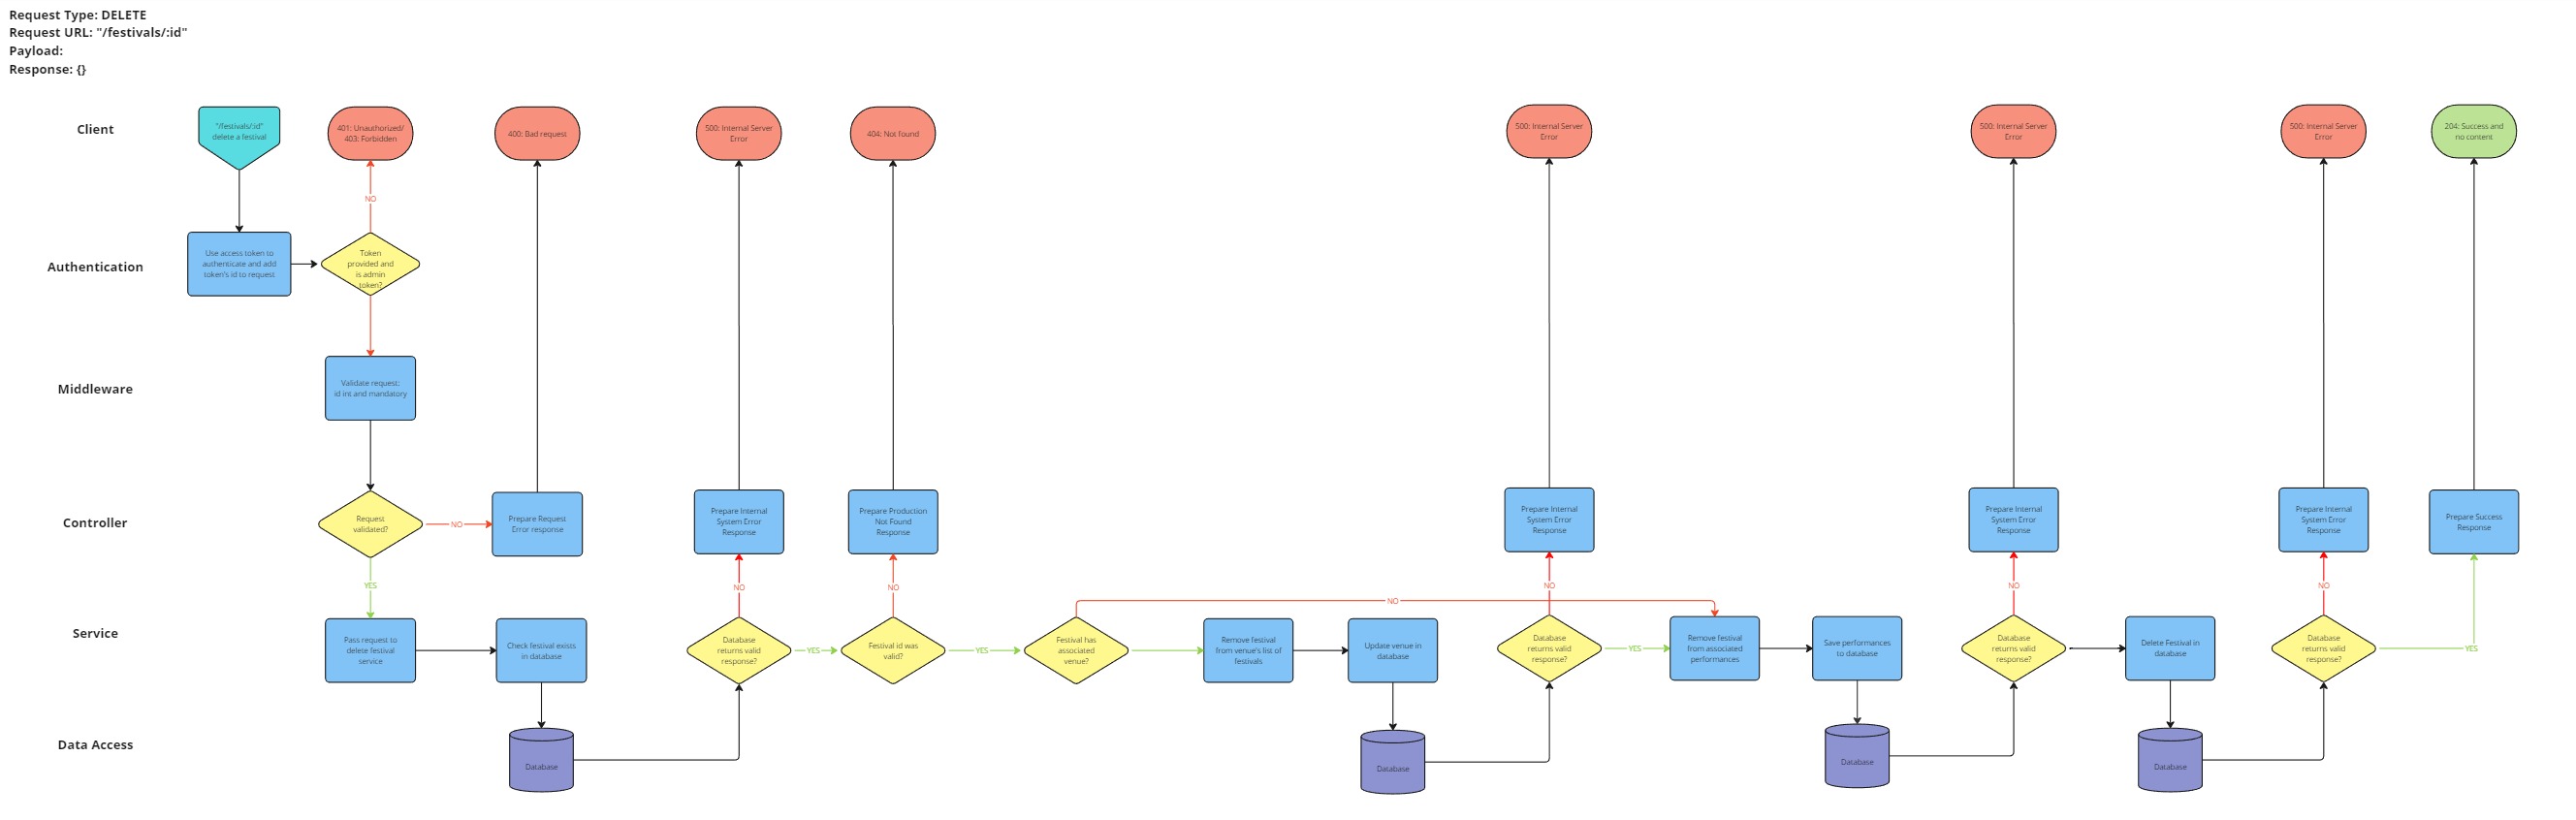 Request Type: DELETE
Request URL: "/festivals/:id"
Payload:
Response: {}
Client
"/festivals/:id"
delete a festival
401: Unauthorized/
403: Forbidden
400: Bad request
500: Internal Server
Error
404: Not found
500: Internal Server
Error
500: Internal Server
Error
500: Internal Server
Error
204: Success and
no content
NO
Authentication
Use access token to
authenticate and add
token's id to request
Token
provided and
is admin
token?
Middleware
Validate request:
id int and mandatory
Controller
Request
validated?
NO
Prepare Request
Error response
Prepare Internal
System Error
Response
Prepare Production
Not Found
Response
Prepare Internal
System Error
Response
Prepare Internal
System Error
Response
Prepare Internal
System Error
Response
Prepare Success
Response
YES
NO
NO
NO
NO
NO
NO
Service
Pass request to
delete festival
service
Check festival exists
in database
Database
returns valid
response?
YES
Festival id was
valid?
YES
Festival has
associated
venue?
Remove festival
from venue's list of
festivals
Update venue in
database
Database
returns valid
response?
YES
Remove festival
from associated
performances
Save performances
to database
Database
returns valid
response?
Delete Festival in
database
Database
returns valid
response?
YES
Data Access
Database
Database
Database
Database